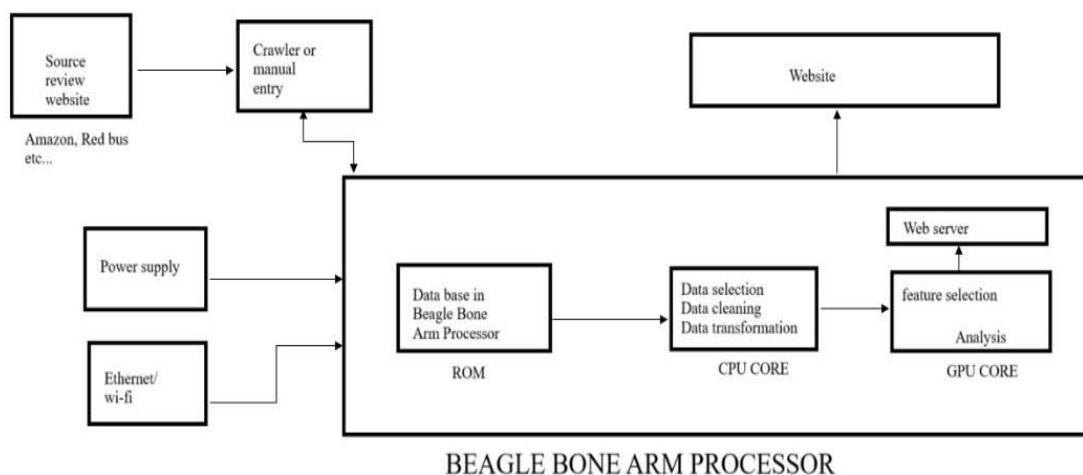 Source
review
website
Amazon, Red bus
etc...
Crawler or
manual
entry
Website
Power supply
Ethernet/
wi-fi
Data base in
Beagle Bone
Arm Processor
ROM
Data selection
Data cleaning
Data transformation
CPU CORE
Web server
feature selection
Analysis
GPU CORE
BEAGLE BONE ARM PROCESSOR